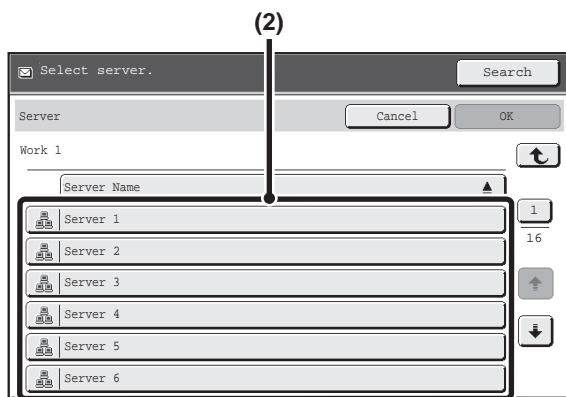 (2)
Select server.
Search
Server
Cancel
OK
Work 1
Server Name
1
16
Server 1
Server 2
Server 3
Server 4
Server 5
Server 6